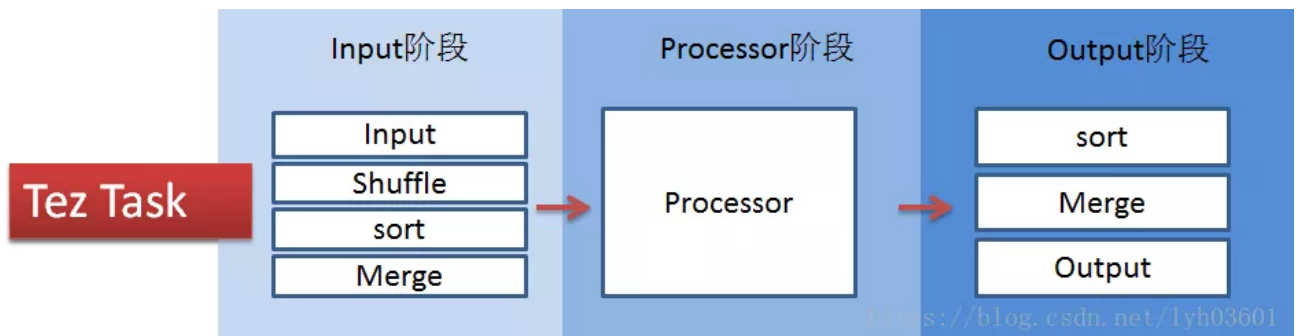 Input阶段
Processor阶段
Output阶段
Tez Task
Input
Shuffle
sort
Merge
Processor
sort
Merge
Output
https://blog.csdn.net/lyh03601